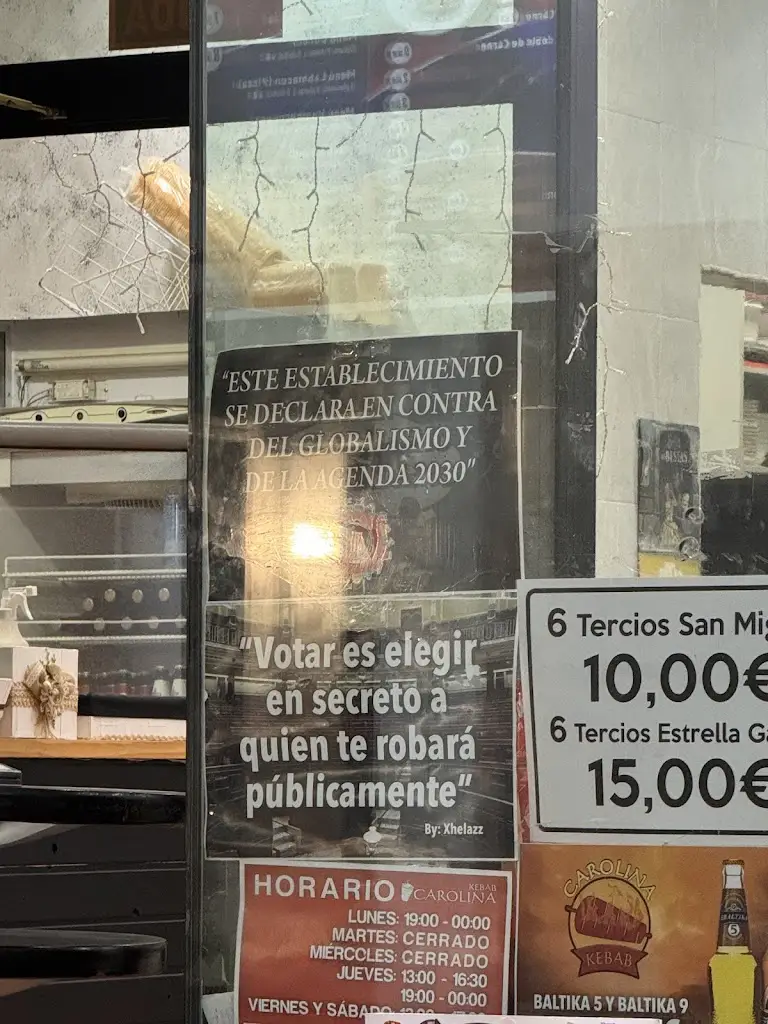 "ESTE ESTABLECIMIENTO
SE DECLARA EN CONTRA
DEL GLOBALISMO Y
DE LA AGENDA 2030"
"Votar es elegir
en secreto a
quien te robará
públicamente"
By: Xhelazz
6 Tercios San Mig
10,00€
6 Tercios Estrella Ga
15,00€
HORARIO
KEBAB
CAROLINA
LUNES: 19:00 - 00:00
MARTES: CERRADO
MIÉRCOLES: CERRADO
JUEVES: 13:00 - 16:30
19:00 - 00:00
VIERNES Y SÁBADO
CAROLINA
KEBAB
5
BALTIKA 5 Y BALTIKA 9